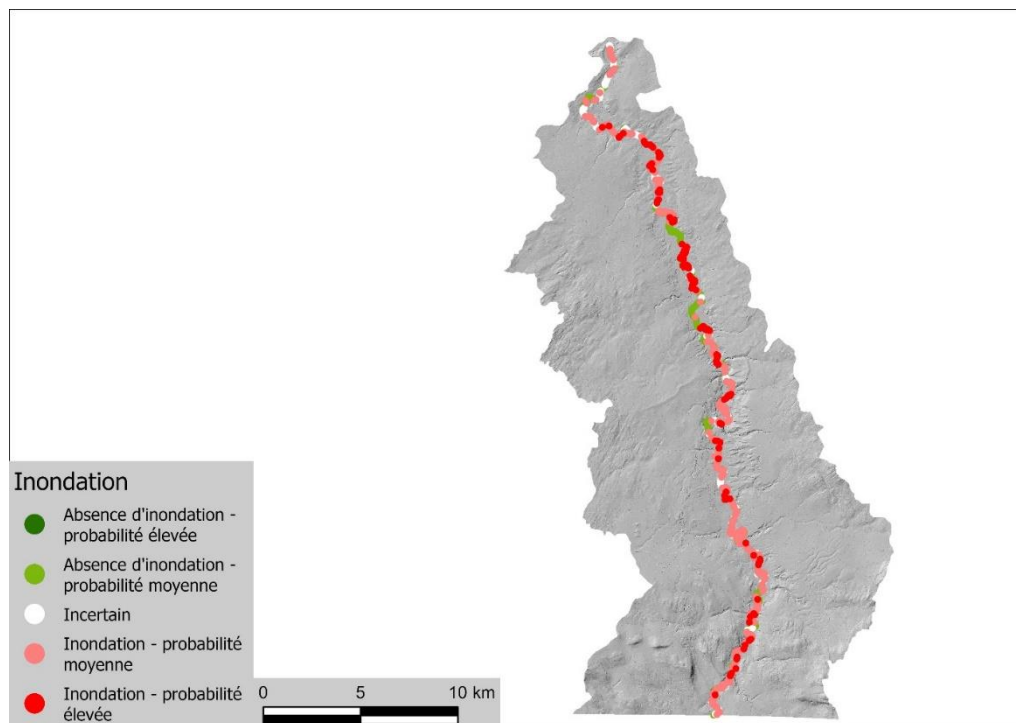 Inondation
Absence d'inondation -
probabilité élevée
Absence d'inondation -
probabilité moyenne
Incertain
Inondation - probabilité
moyenne
Inondation - probabilité
élevée
0 5 10 km